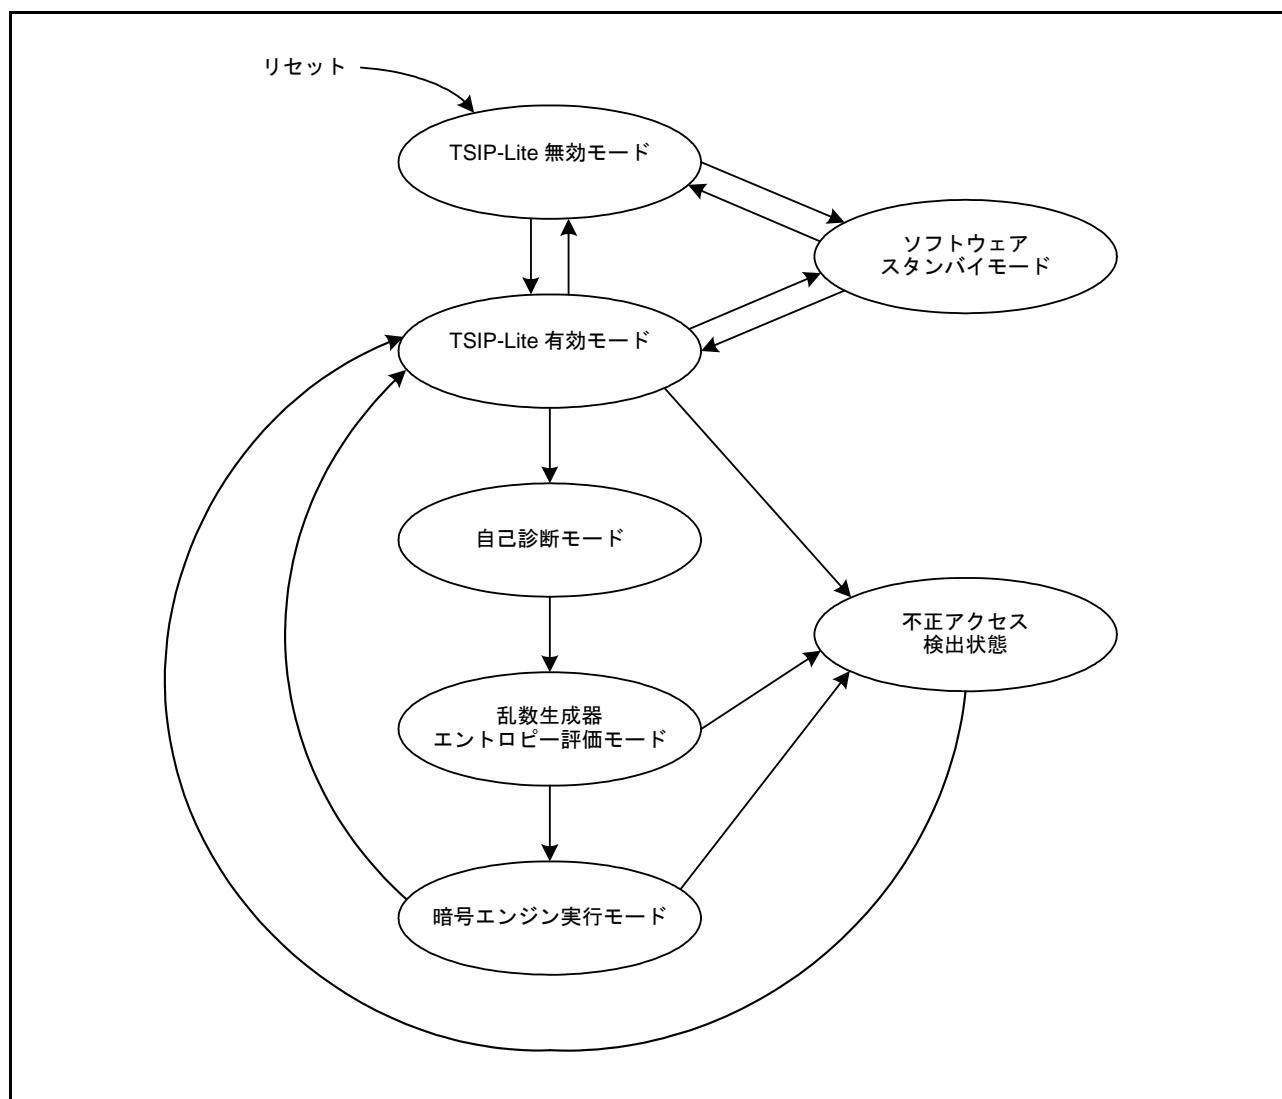 リセット
TSIP-Lite 無効モード
ソフトウェア
スタンバイモード
TSIP-Lite 有効モード
自己診断モード
不正アクセス
検出状態
乱数生成器
エントロピー評価モード
暗号エンジン実行モード